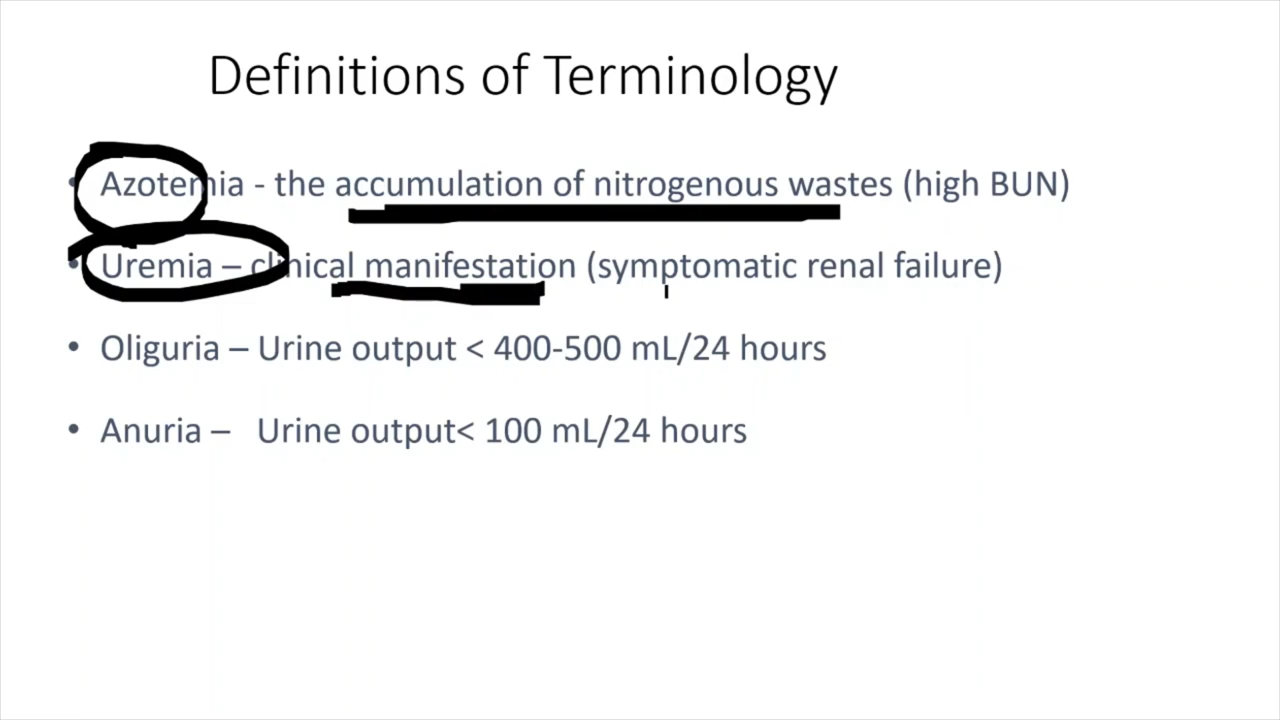 Definitions of Terminology
• Azotemia - the accumulation of nitrogenous wastes (high BUN)
• Uremia – clinical manifestation (symptomatic renal failure)
• Oliguria – Urine output < 400-500 mL/24 hours
• Anuria – Urine output< 100 mL/24 hours